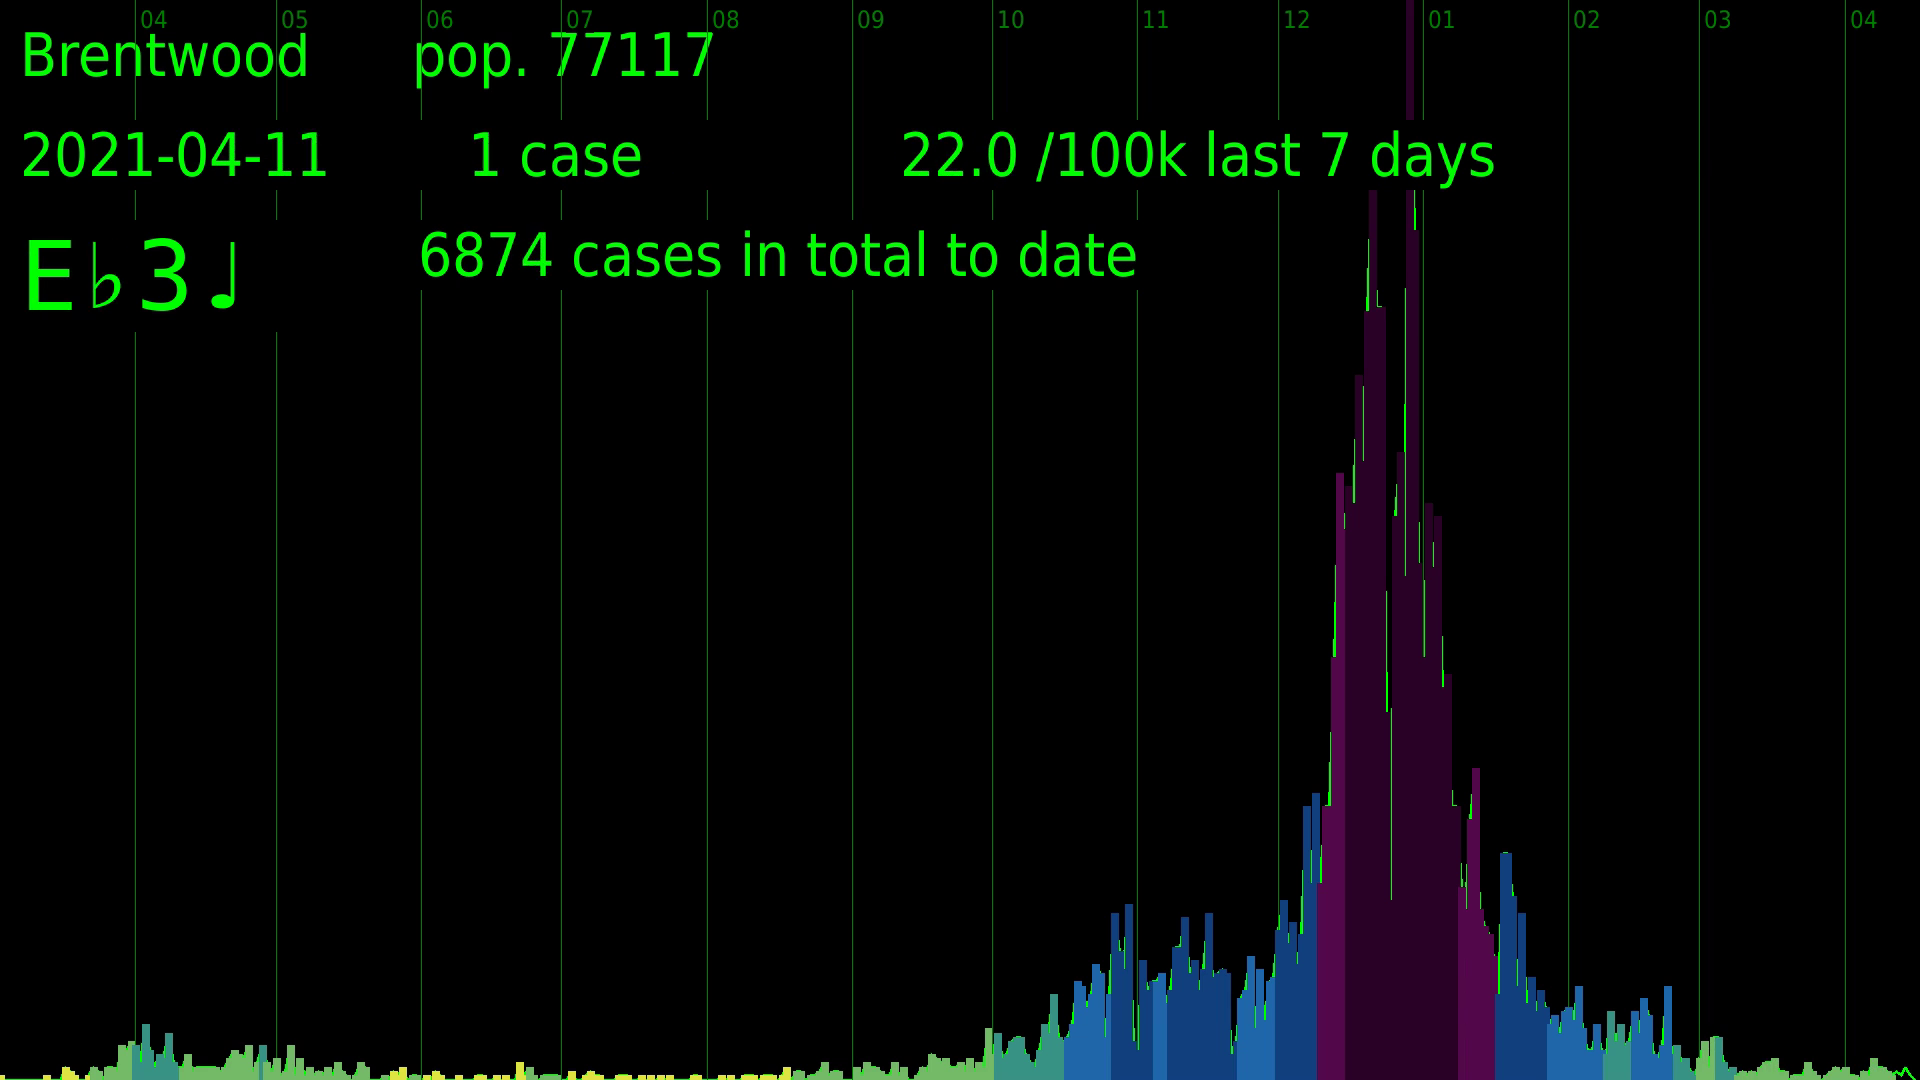 04 05 06 07 08 09 10 11 12 01 02 03 04
Brentwood pop. 77117
2021-04-11 1 case 22.0 /100k last 7 days
E♭3♩ 6874 cases in total to date